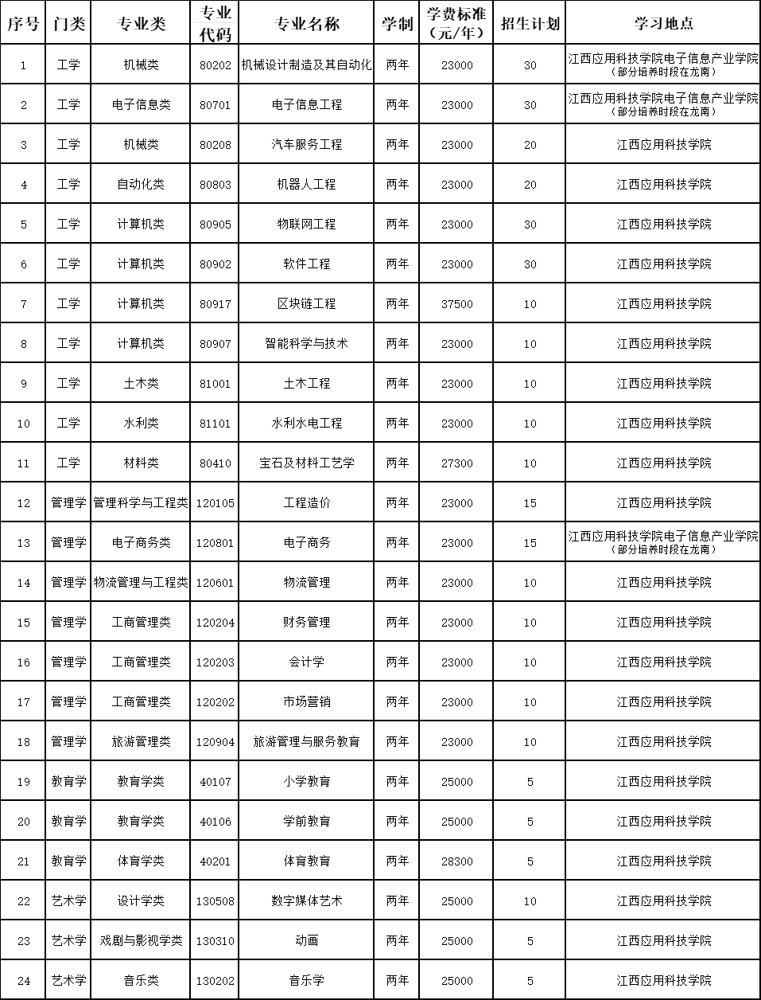 序号 门类 专业类 专业代码 专业名称 学制 学费标准（元/年） 招生计划 学习地点
1 工学 机械类 80202 机械设计制造及其自动化 两年 23000 30 江西应用科技学院电子信息产业学院（部分培养时段在龙南）
2 工学 电子信息类 80701 电子信息工程 两年 23000 30 江西应用科技学院电子信息产业学院（部分培养时段在龙南）
3 工学 机械类 80208 汽车服务工程 两年 23000 20 江西应用科技学院
4 工学 自动化类 80803 机器人工程 两年 23000 20 江西应用科技学院
5 工学 计算机类 80905 物联网工程 两年 23000 30 江西应用科技学院
6 工学 计算机类 80902 软件工程 两年 23000 30 江西应用科技学院
7 工学 计算机类 80917 区块链工程 两年 37500 10 江西应用科技学院
8 工学 计算机类 80907 智能科学与技术 两年 23000 10 江西应用科技学院
9 工学 土木类 81001 土木工程 两年 23000 10 江西应用科技学院
10 工学 水利类 81101 水利水电工程 两年 23000 10 江西应用科技学院
11 工学 材料类 80410 宝石及材料工艺学 两年 27300 10 江西应用科技学院
12 管理学 管理科学与工程类 120105 工程造价 两年 23000 15 江西应用科技学院
13 管理学 电子商务类 120801 电子商务 两年 23000 15 江西应用科技学院电子信息产业学院（部分培养时段在龙南）
14 管理学 物流管理与工程类 120601 物流管理 两年 23000 10 江西应用科技学院
15 管理学 工商管理类 120204 财务管理 两年 23000 10 江西应用科技学院
16 管理学 工商管理类 120203 会计学 两年 23000 10 江西应用科技学院
17 管理学 工商管理类 120202 市场营销 两年 23000 10 江西应用科技学院
18 管理学 旅游管理类 120904 旅游管理与服务教育 两年 23000 10 江西应用科技学院
19 教育学 教育学类 40107 小学教育 两年 25000 5 江西应用科技学院
20 教育学 教育学类 40106 学前教育 两年 25000 5 江西应用科技学院
21 教育学 体育学类 40201 体育教育 两年 28300 5 江西应用科技学院
22 艺术学 设计学类 130508 数字媒体艺术 两年 25000 10 江西应用科技学院
23 艺术学 戏剧与影视学类 130310 动画 两年 25000 5 江西应用科技学院
24 艺术学 音乐类 130202 音乐学 两年 25000 5 江西应用科技学院